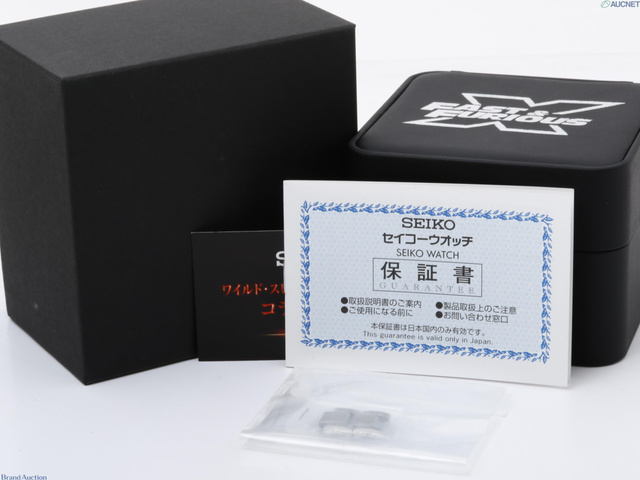 AUCNET
FAST &
FURIOUS
X
SEIKO
セイコーウオッチ
SEIKO WATCH
保証書
GUARANTEE
●取扱説明書のご案内 ●製品取扱上のご注意
●ご使用になる前に ●お問い合わせ窓口
本保証書は日本国内のみ有効です。
This guarantee is valid only in Japan.
S
ワイルド・ス
コ
Brand Auction